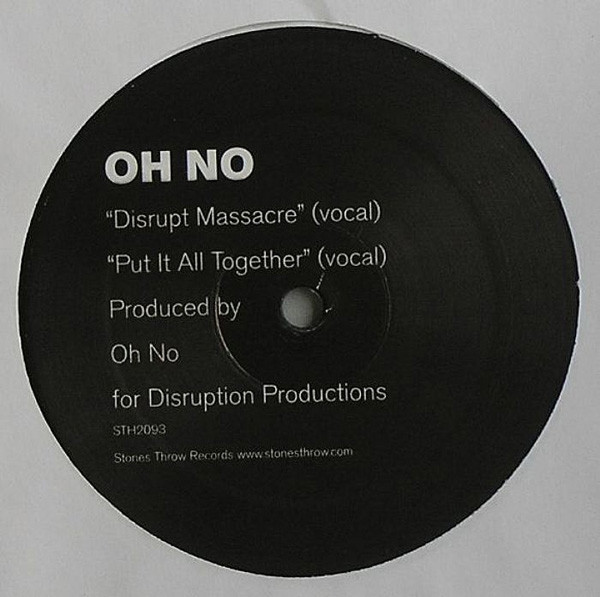 OH NO
“Disrupt Massacre” (vocal)
“Put It All Together” (vocal)
Produced by
Oh No
for Disruption Productions
STH2093
Stones Throw Records www.stonesthrow.com